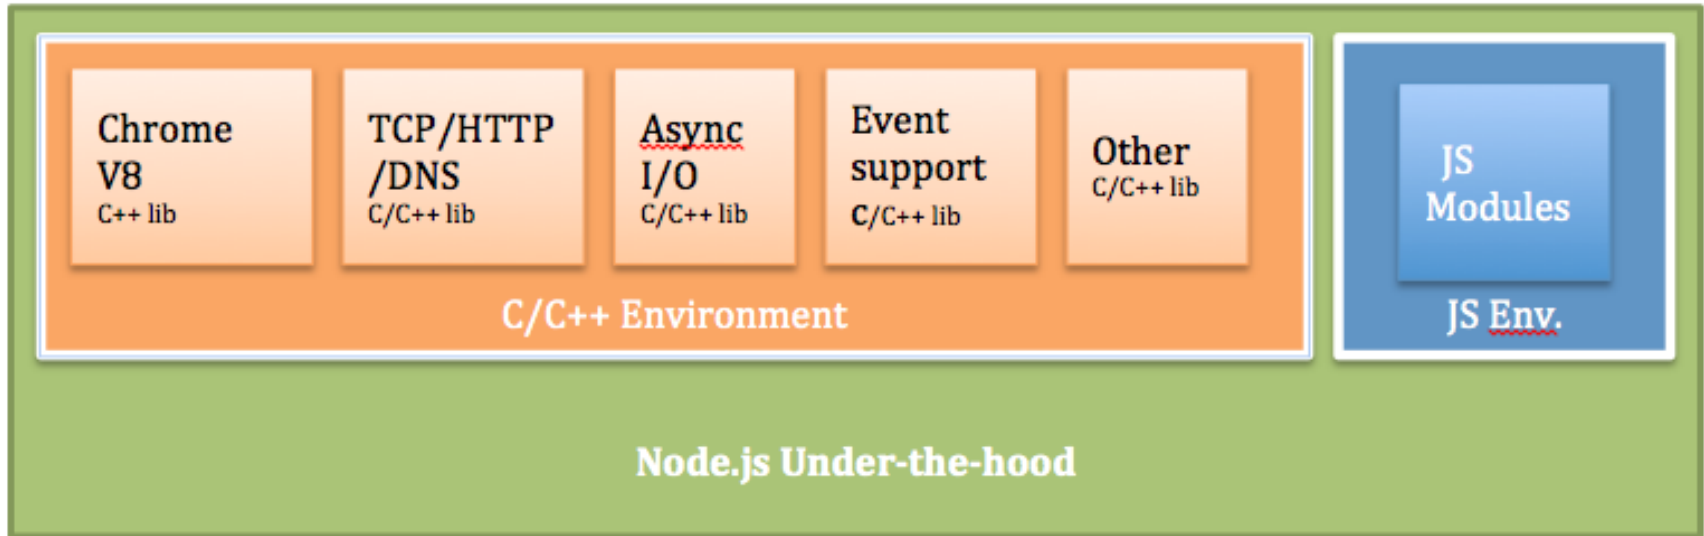 Chrome
V8
C++ lib
TCP/HTTP
/DNS
C/C++ lib
Async
I/O
C/C++ lib
Event
support
C/C++ lib
Other
C/C++ lib
C/C++ Environment
JS
Modules
JS Env.
Node.js Under-the-hood